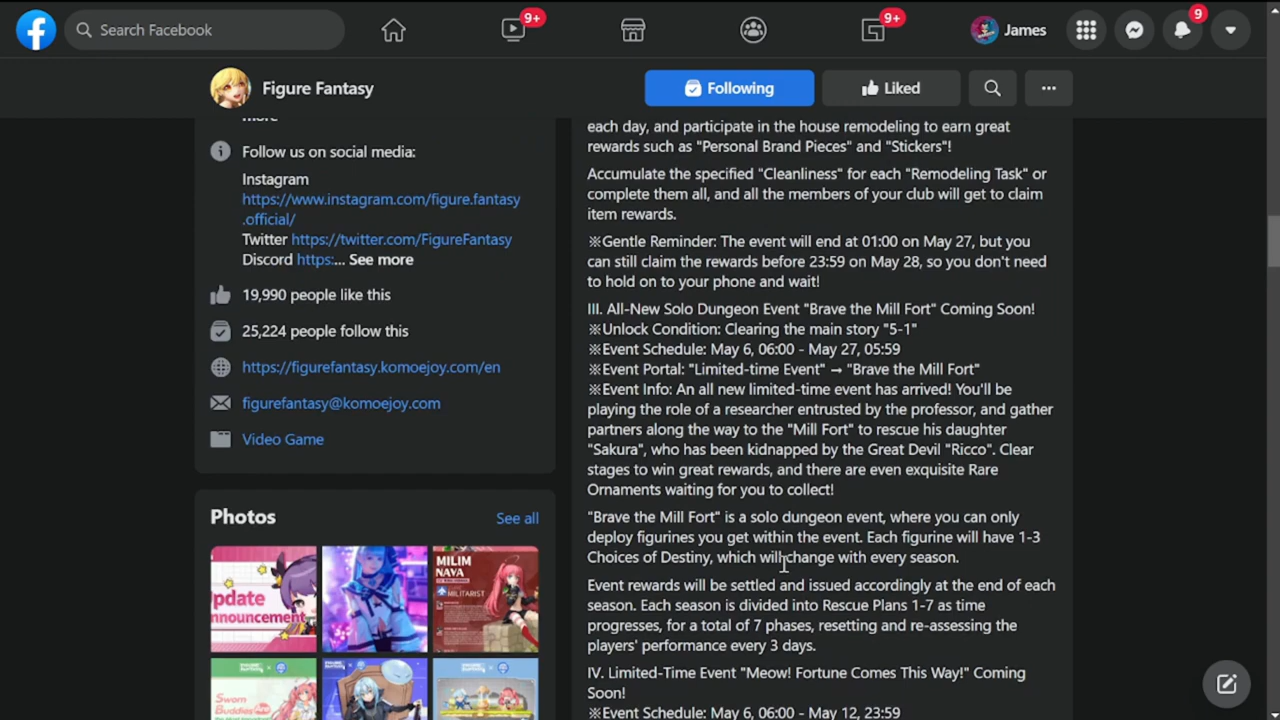 Search Facebook
9+
9+
James
9
Figure Fantasy
Following
Liked
more
Follow us on social media:
Instagram
https://www.instagram.com/figure.fantasy
.official/
Twitter https://twitter.com/FigureFantasy
Discord https:... See more
19,990 people like this
25,224 people follow this
https://figurefantasy.komoejoy.com/en
figurefantasy@komoejoy.com
Video Game
Photos
See all
pdate
nnouncement
MILIM
NAVA
MILITARIST
Sworn
Buddies
each day, and participate in the house remodeling to earn great
rewards such as "Personal Brand Pieces" and "Stickers"!
Accumulate the specified "Cleanliness" for each "Remodeling Task" or
complete them all, and all the members of your club will get to claim
item rewards.
※Gentle Reminder: The event will end at 01:00 on May 27, but you
can still claim the rewards before 23:59 on May 28, so you don't need
to hold on to your phone and wait!
III. All-New Solo Dungeon Event "Brave the Mill Fort" Coming Soon!
※Unlock Condition: Clearing the main story "5-1"
※Event Schedule: May 6, 06:00 - May 27, 05:59
※Event Portal: "Limited-time Event" → "Brave the Mill Fort"
※Event Info: An all new limited-time event has arrived! You'll be
playing the role of a researcher entrusted by the professor, and gather
partners along the way to the "Mill Fort" to rescue his daughter
"Sakura", who has been kidnapped by the Great Devil "Ricco". Clear
stages to win great rewards, and there are even exquisite Rare
Ornaments waiting for you to collect!
"Brave the Mill Fort" is a solo dungeon event, where you can only
deploy figurines you get within the event. Each figurine will have 1-3
Choices of Destiny, which will change with every season.
Event rewards will be settled and issued accordingly at the end of each
season. Each season is divided into Rescue Plans 1-7 as time
progresses, for a total of 7 phases, resetting and re-assessing the
players' performance every 3 days.
IV. Limited-Time Event "Meow! Fortune Comes This Way!" Coming
Soon!
※Event Schedule: May 6, 06:00 - May 12, 23:59